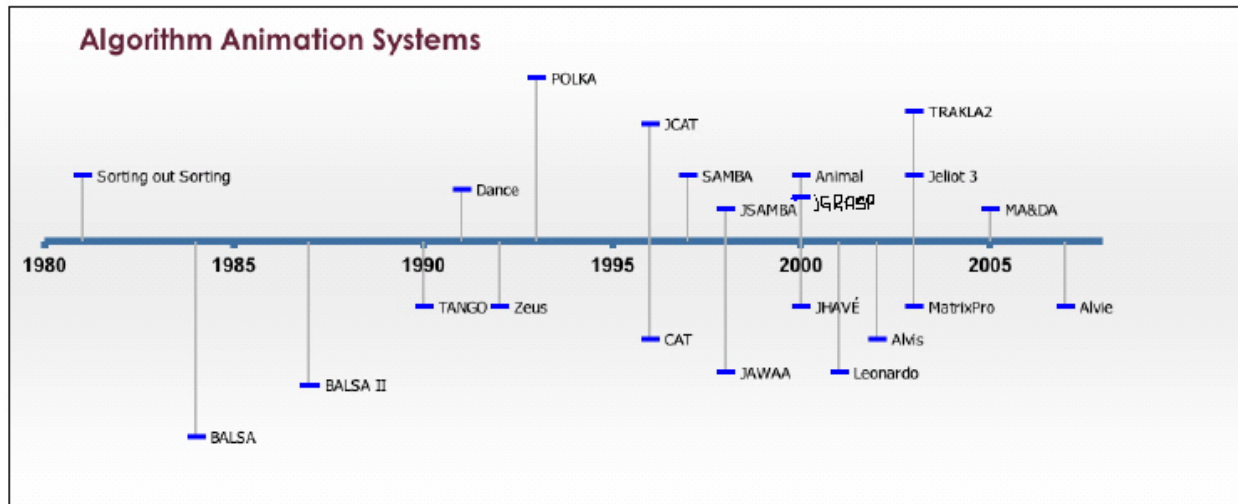 Algorithm Animation Systems
POLKA
TRAKLA2
JCAT
Sorting out Sorting
SAMBA
Animal
Jeliot 3
Dance
jGRASP
JSAMBA
MA&DA
1980
1985
1990
1995
2000
2005
TANGO
Zeus
JHAVÉ
MatrixPro
Alvie
CAT
Alvis
JAWAA
Leonardo
BALSA II
BALSA